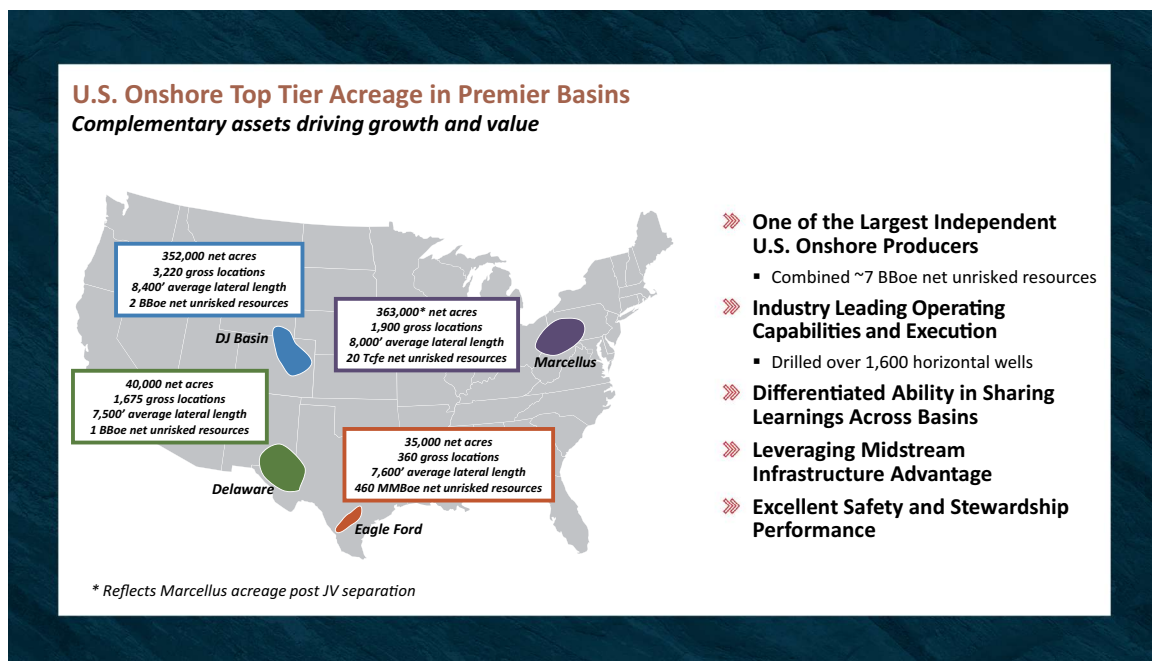 U.S. Onshore Top Tier Acreage in Premier Basins
Complementary assets driving growth and value
352,000 net acres
3,220 gross locations
8,400’ average lateral length
2 BBoe net unrisked resources
DJ Basin
363,000* net acres
1,900 gross locations
8,000’ average lateral length
20 Tcfe net unrisked resources
Marcellus
40,000 net acres
1,675 gross locations
7,500’ average lateral length
1 BBoe net unrisked resources
Delaware
35,000 net acres
360 gross locations
7,600’ average lateral length
460 MMBoe net unrisked resources
Eagle Ford
* Reflects Marcellus acreage post JV separation
One of the Largest Independent
U.S. Onshore Producers
▪ Combined ~7 BBoe net unrisked resources
Industry Leading Operating
Capabilities and Execution
▪ Drilled over 1,600 horizontal wells
Differentiated Ability in Sharing
Learnings Across Basins
Leveraging Midstream
Infrastructure Advantage
Excellent Safety and Stewardship
Performance